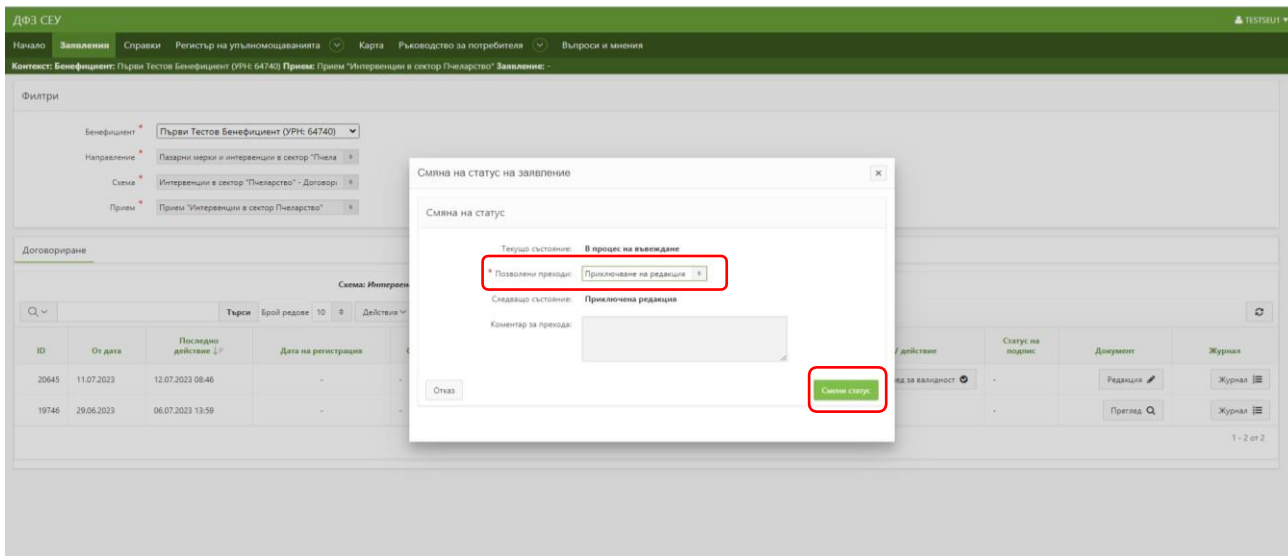 ДФЗ СЕУ
TESTSEU1
Начало Заявления Справки Регистър на упълномощаванията Карта Ръководство за потребителя Въпроси и мнения
Контекст: Бенефициент: Първи Тестов Бенефициент (УРН: 64740) Прием: Прием "Интервенции в сектор Пчеларство" Заявление: -
Филтри
Бенефициент * Първи Тестов Бенефициент (УРН: 64740)
Направление * Пазарни мерки и интервенции в сектор "Пчела
Схема * Интервенции в сектор "Пчеларство" - Договор
Прием * Прием "Интервенции в сектор Пчеларство"
Смяна на статус на заявление
Смяна на статус
Текущо състояние: В процес на въвеждане
* Позволени преходи: Приключване на редакция
Следващо състояние: Приключена редакция
Коментар за прехода:
Отказ Смени статус
Договориране
Схема:
Търси Брой редове 10 Действия
ID От дата Последно действие Дата на регистрация / действие Статус на подпис Документ Журнал
20645 11.07.2023 12.07.2023 08:46 - - за валидност - Редакция Журнал
19746 29.06.2023 06.07.2023 13:59 - - - Преглед Журнал
1 - 2 от 2